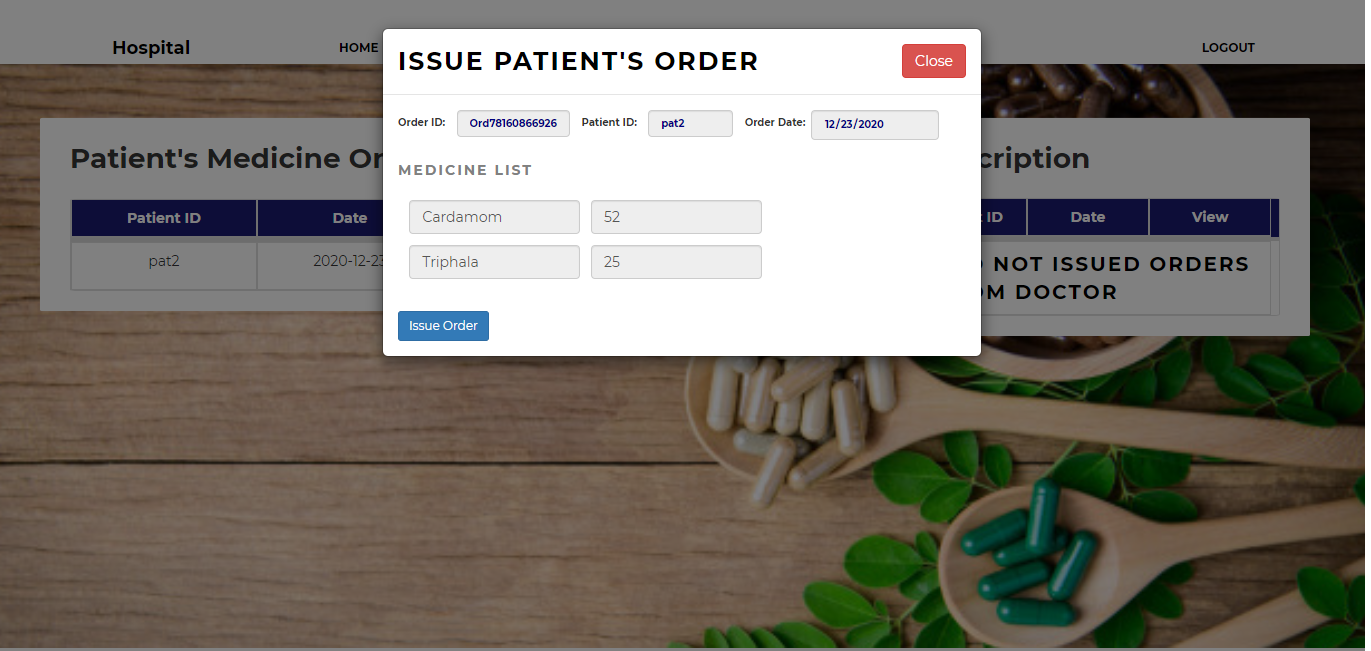 Hospital
HOME
LOGOUT
ISSUE PATIENT'S ORDER
Close
Order ID: Ord78160866926 Patient ID: pat2 Order Date: 12/23/2020
MEDICINE LIST
Cardamom 52
Triphala 25
Issue Order
Patient's Medicine Or
Patient ID Date
pat2 2020-12-23
cription
ID Date View
NOT ISSUED ORDERS
OM DOCTOR